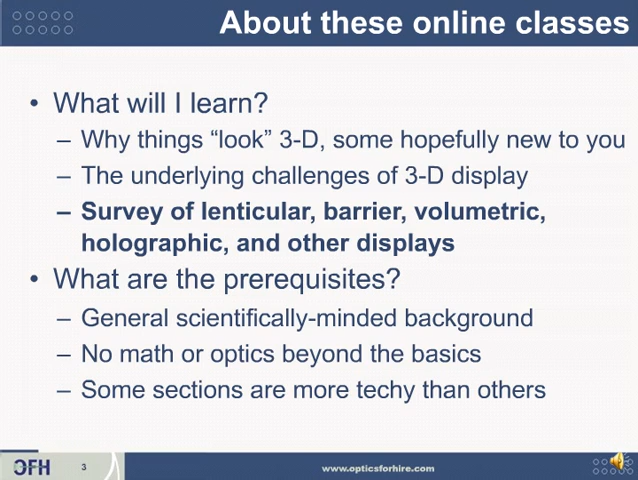 About these online classes
• What will I learn?
– Why things “look” 3-D, some hopefully new to you
– The underlying challenges of 3-D display
– Survey of lenticular, barrier, volumetric,
holographic, and other displays
• What are the prerequisites?
– General scientifically-minded background
– No math or optics beyond the basics
– Some sections are more techy than others
OFH
3
www.opticsforhire.com